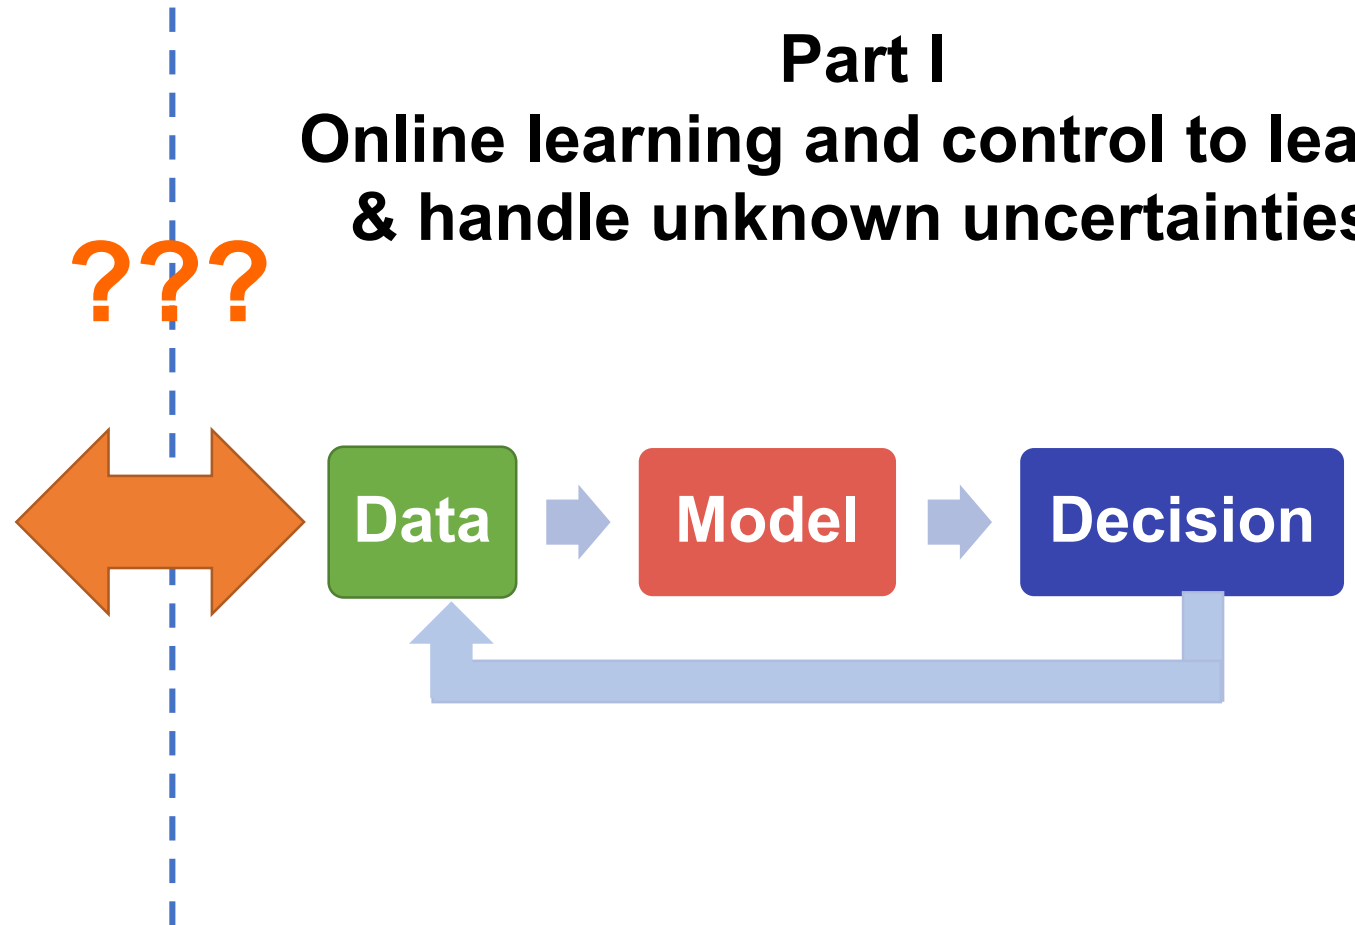 Part I
Online learning and control to lea
& handle unknown uncertainties
???
Data
Model
Decision